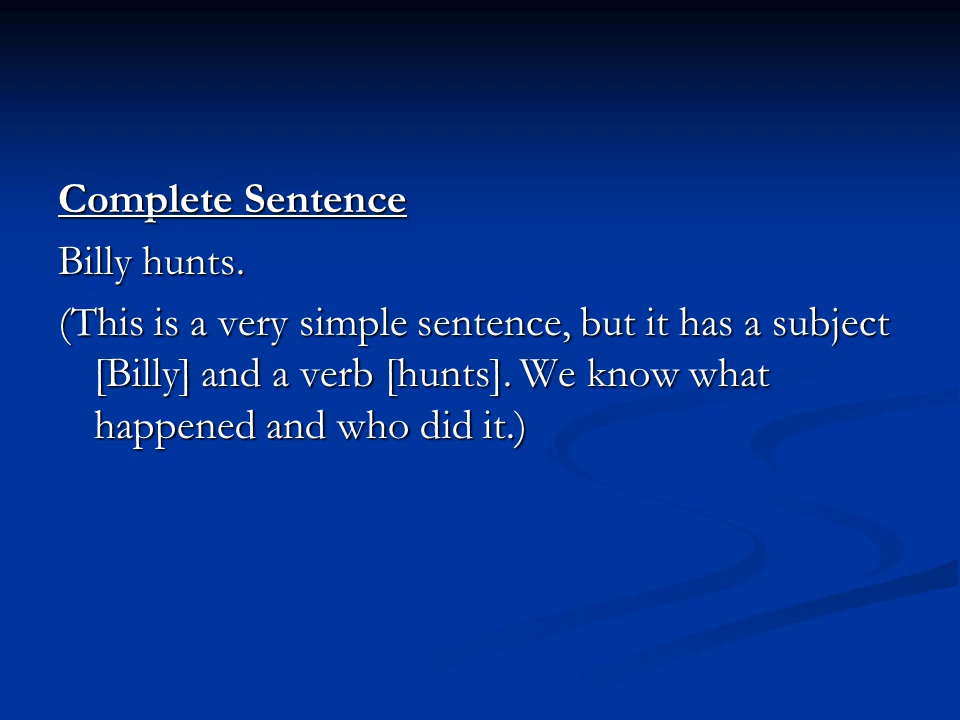 Complete Sentence
Billy hunts.
(This is a very simple sentence, but it has a subject
[Billy] and a verb [hunts]. We know what
happened and who did it.)